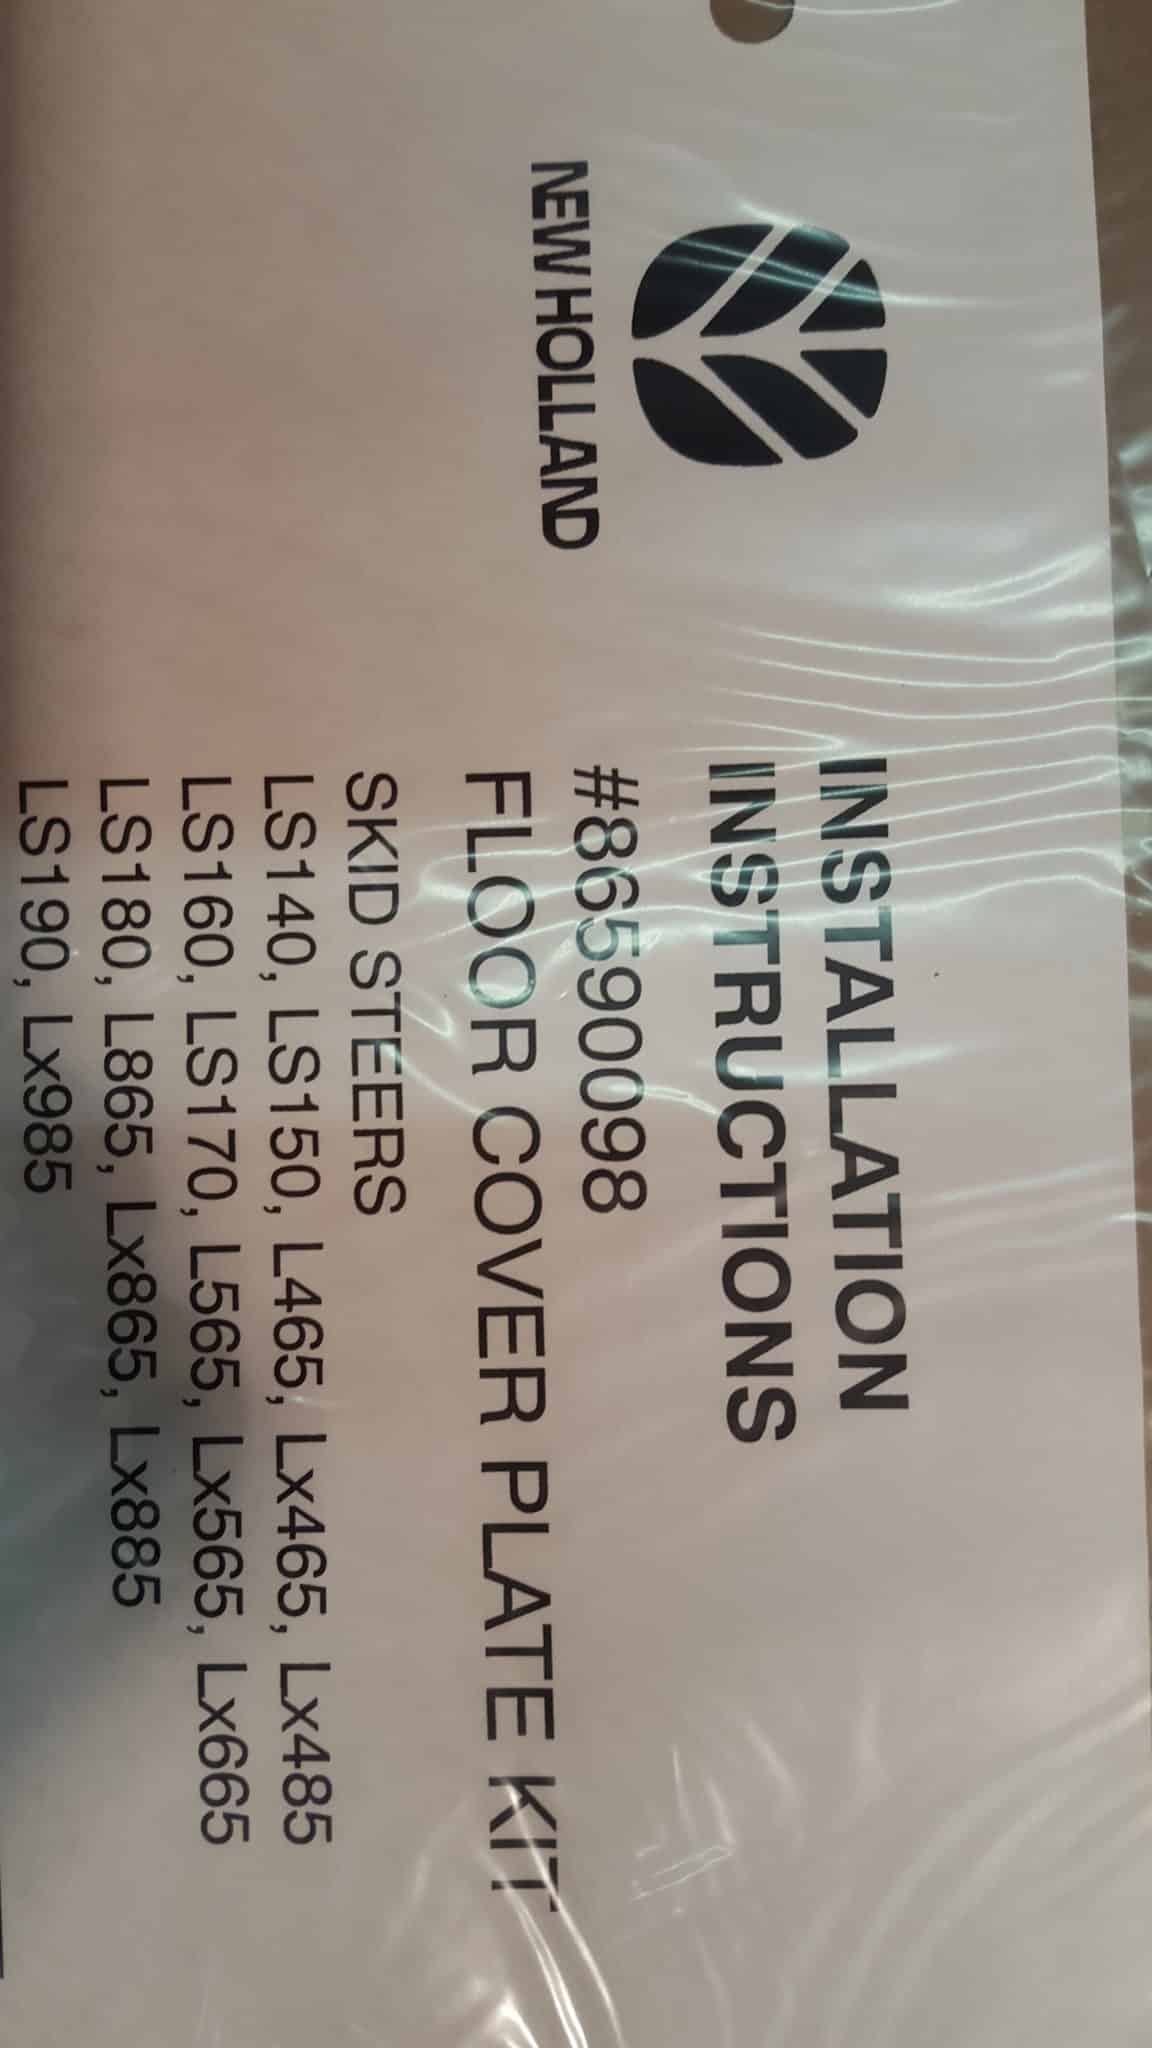 NEW HOLLAND
INSTALLATION
INSTRUCTIONS
#86590098
FLOOR COVER PLATE KIT
SKID STEERS
LS140, LS150, L465, Lx465, Lx485
LS160, LS170, L565, Lx565, Lx665
LS180, L865, Lx865, Lx885
LS190, Lx985